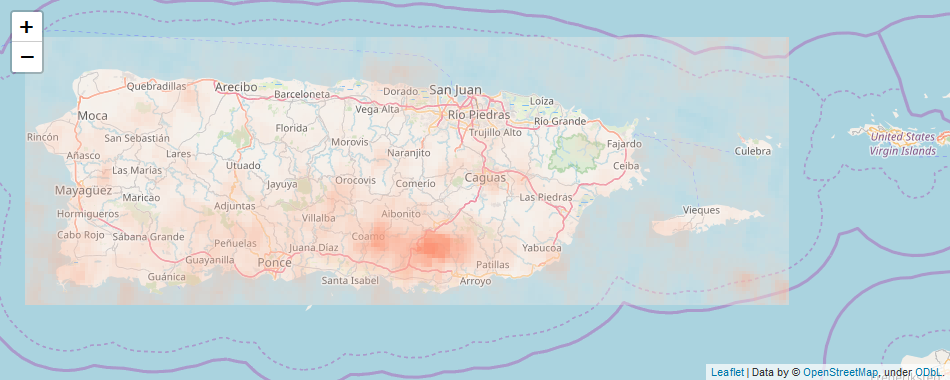 +
−
Quebradillas
Arecibo
Barceloneta
Dorado
San Juan
Loiza
Moca
Vega Alta
Río Piedras
Río Grande
Rincón
San Sebastián
Florida
Morovis
Trujillo Alto
Fajardo
Culebra
United States
Virgin Islands
Añasco
Lares
Utuado
Naranjito
Ceiba
Las Marías
Jayuya
Orocovis
Comerio
Caguas
Mayagüez
Maricao
Las Piedras
Hormigueros
Adjuntas
Villalba
Aibonito
Vieques
Cabo Rojo
Sábana Grande
Peñuelas
Juana Díaz
Coamo
Yabucoa
Guayanilla
Ponce
Patillas
Guánica
Santa Isabel
Arroyo
Leaflet | Data by © OpenStreetMap, under ODbL.